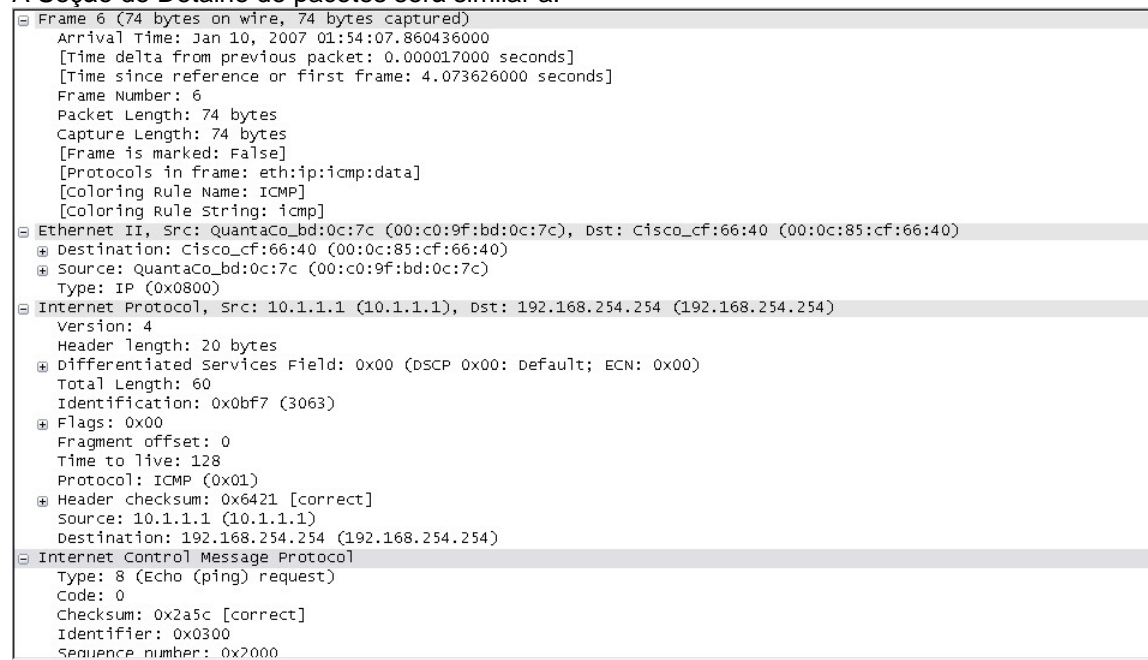 A Seção de Detalhe de pacotes será similar a:
Frame 6 (74 bytes on wire, 74 bytes captured)
Arrival Time: Jan 10, 2007 01:54:07.860436000
[Time delta from previous packet: 0.000017000 seconds]
[Time since reference or first frame: 4.073626000 seconds]
Frame Number: 6
Packet Length: 74 bytes
Capture Length: 74 bytes
[Frame is marked: False]
[Protocols in frame: eth:ip:icmp:data]
[Coloring Rule Name: ICMP]
[Coloring Rule String: icmp]
Ethernet II, Src: QuantaCo_bd:0c:7c (00:c0:9f:bd:0c:7c), Dst: Cisco_cf:66:40 (00:0c:85:cf:66:40)
Destination: Cisco_cf:66:40 (00:0c:85:cf:66:40)
Source: QuantaCo_bd:0c:7c (00:c0:9f:bd:0c:7c)
Type: IP (0x0800)
Internet Protocol, Src: 10.1.1.1 (10.1.1.1), Dst: 192.168.254.254 (192.168.254.254)
Version: 4
Header length: 20 bytes
Differentiated Services Field: 0x00 (DSCP 0x00: Default; ECN: 0x00)
Total Length: 60
Identification: 0x0bf7 (3063)
Flags: 0x00
Fragment offset: 0
Time to live: 128
Protocol: ICMP (0x01)
Header checksum: 0x6421 [correct]
Source: 10.1.1.1 (10.1.1.1)
Destination: 192.168.254.254 (192.168.254.254)
Internet Control Message Protocol
Type: 8 (Echo (ping) request)
Code: 0
Checksum: 0x2a5c [correct]
Identifier: 0x0300
Sequence number: 0x2000